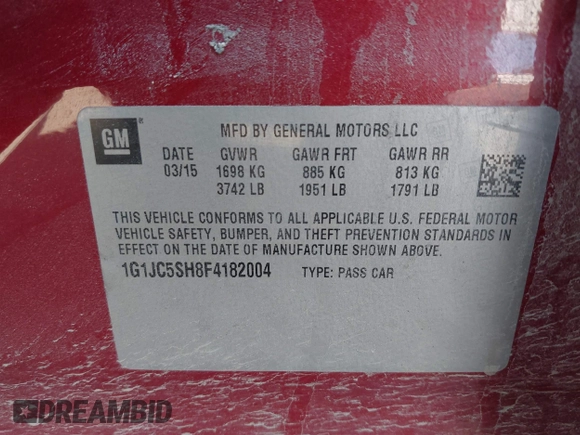 GM
®
MFD BY GENERAL MOTORS LLC
DATE GVWR GAWR FRT GAWR RR
03/15 1698 KG 885 KG 813 KG
3742 LB 1951 LB 1791 LB
THIS VEHICLE CONFORMS TO ALL APPLICABLE U.S. FEDERAL MOTOR
VEHICLE SAFETY, BUMPER, AND THEFT PREVENTION STANDARDS IN
EFFECT ON THE DATE OF MANUFACTURE SHOWN ABOVE.
1G1JC5SH8F4182004 TYPE: PASS CAR
DREAMBID